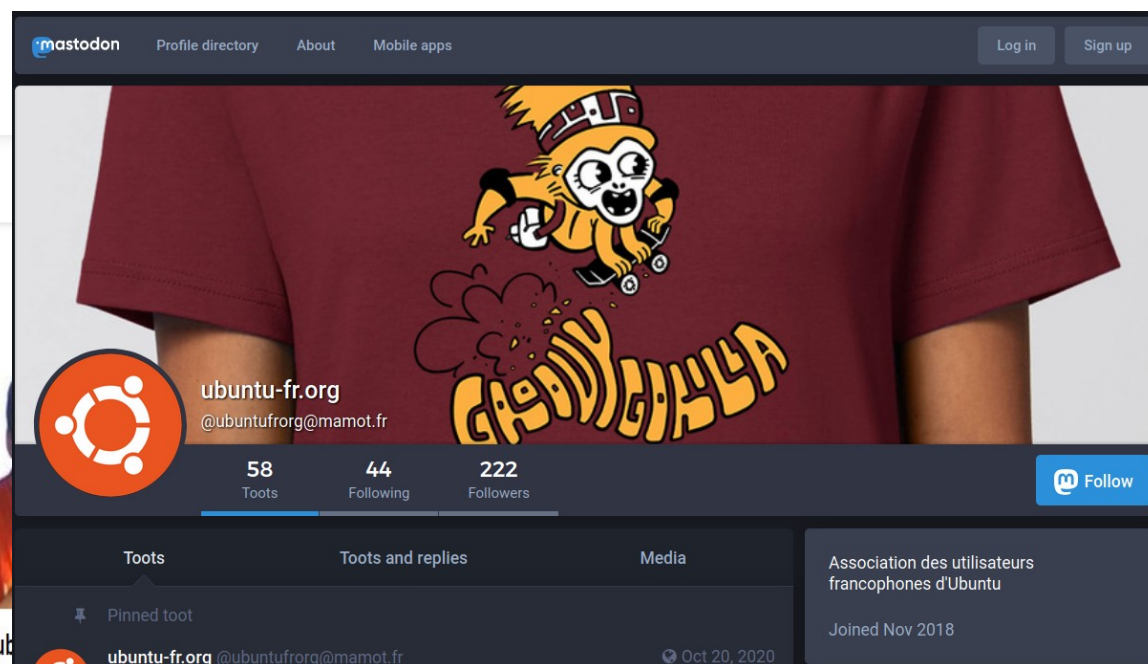 mastodon Profile directory About Mobile apps Log in Sign up
GROOVY GORILLA
ubuntu-fr.org
@ubuntufrorg@mamot.fr
58 44 222
Toots Following Followers
Follow
Toots Toots and replies Media
Pinned toot
ubuntu-fr.org @ubuntufrorg@mamot.fr Oct 20, 2020
Association des utilisateurs
francophones d'Ubuntu
Joined Nov 2018